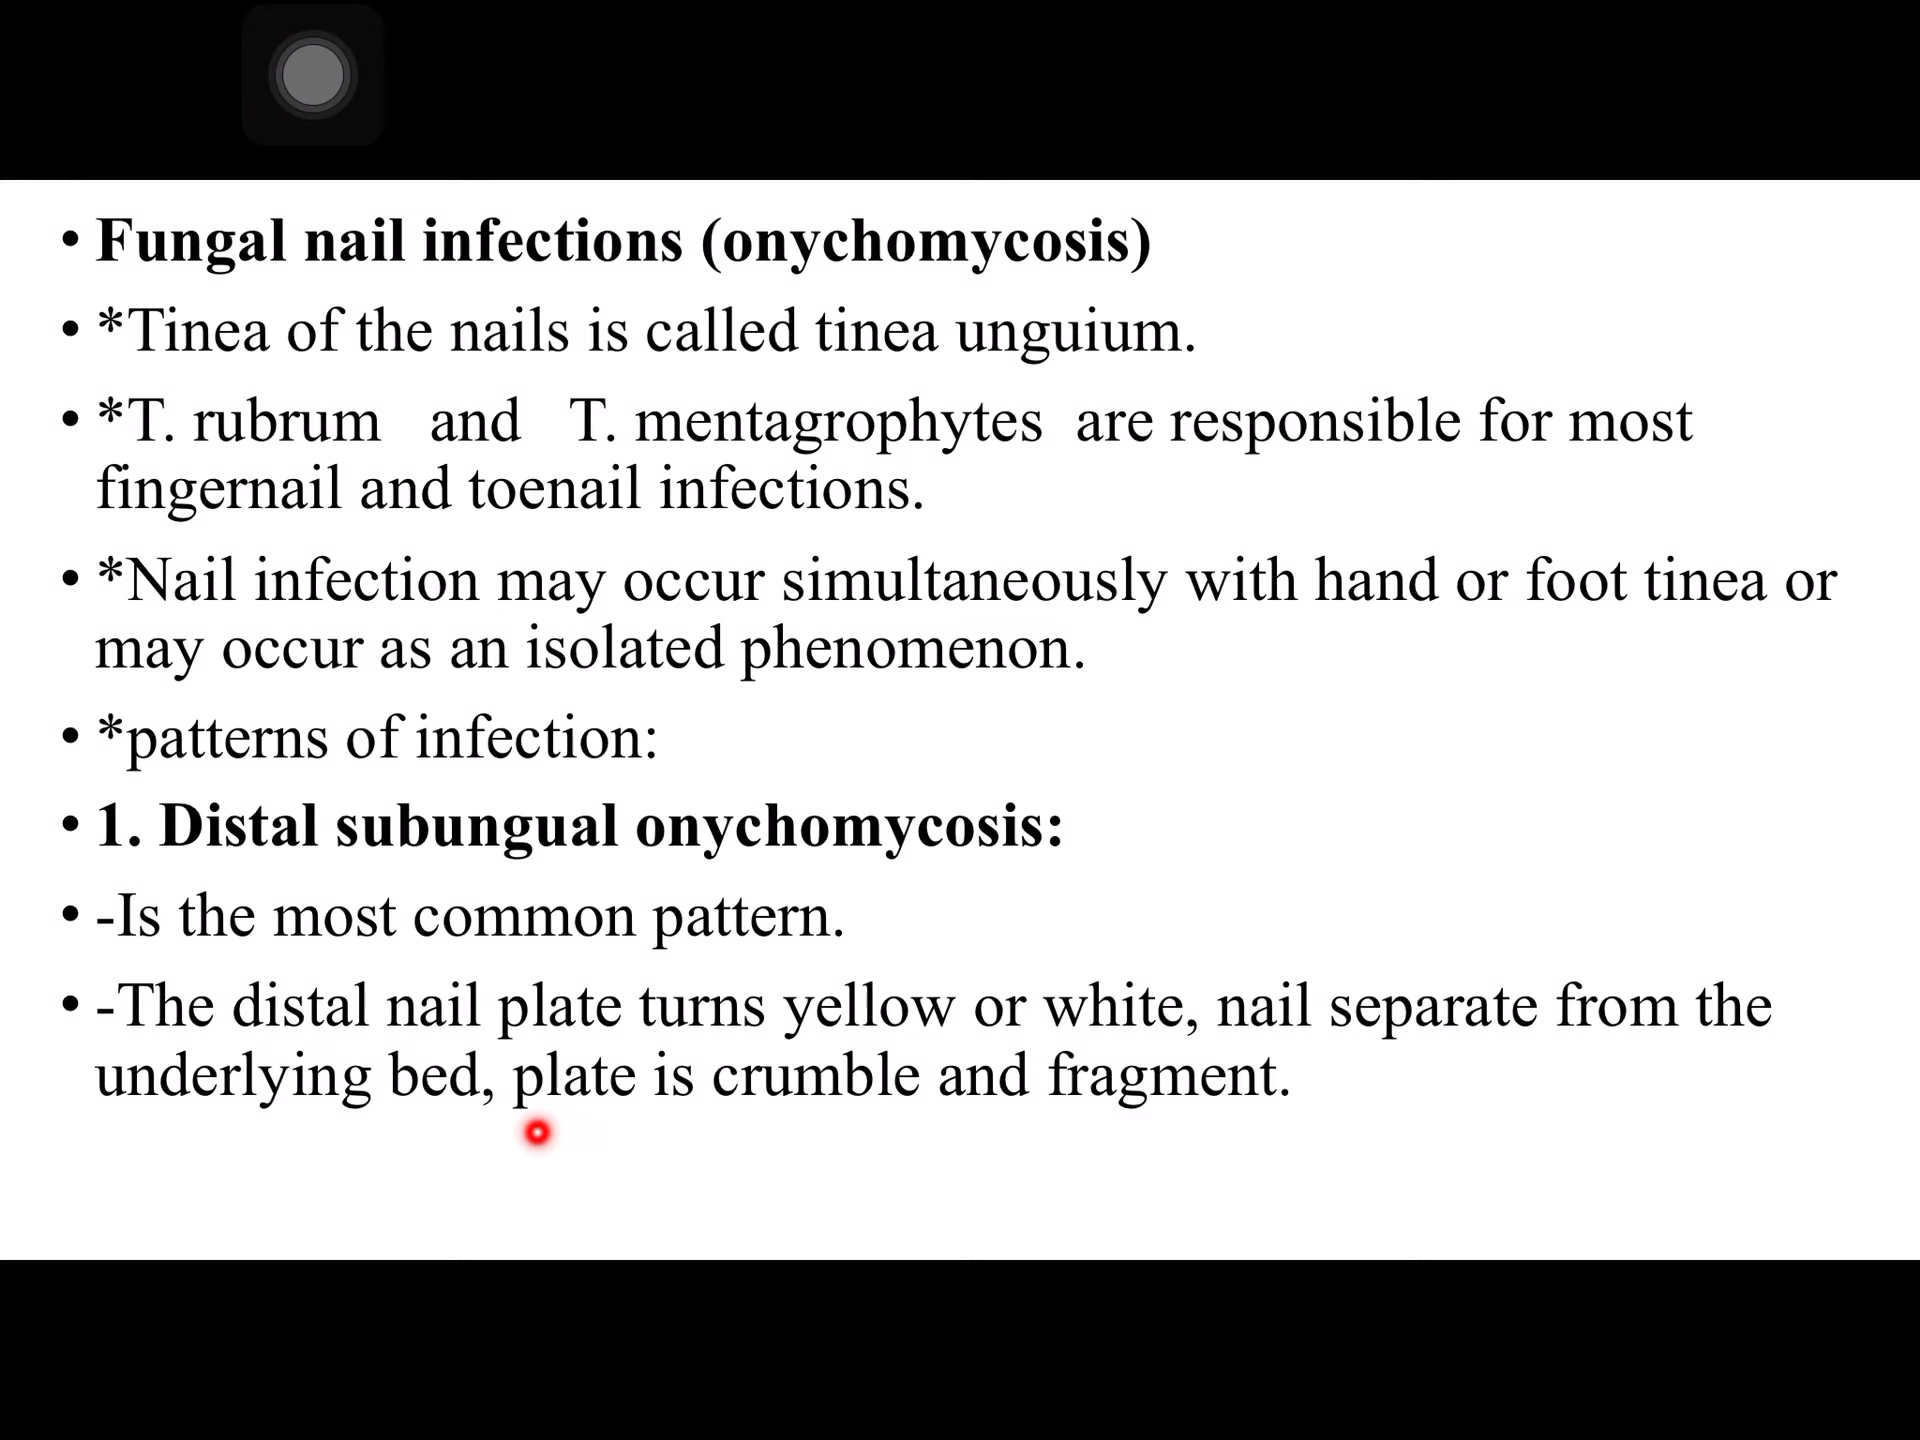 • Fungal nail infections (onychomycosis)
• *Tinea of the nails is called tinea unguium.
• *T. rubrum and T. mentagrophytes are responsible for most
fingernail and toenail infections.
• *Nail infection may occur simultaneously with hand or foot tinea or
may occur as an isolated phenomenon.
• *patterns of infection:
• 1. Distal subungual onychomycosis:
• -Is the most common pattern.
• -The distal nail plate turns yellow or white, nail separate from the
underlying bed, plate is crumble and fragment.